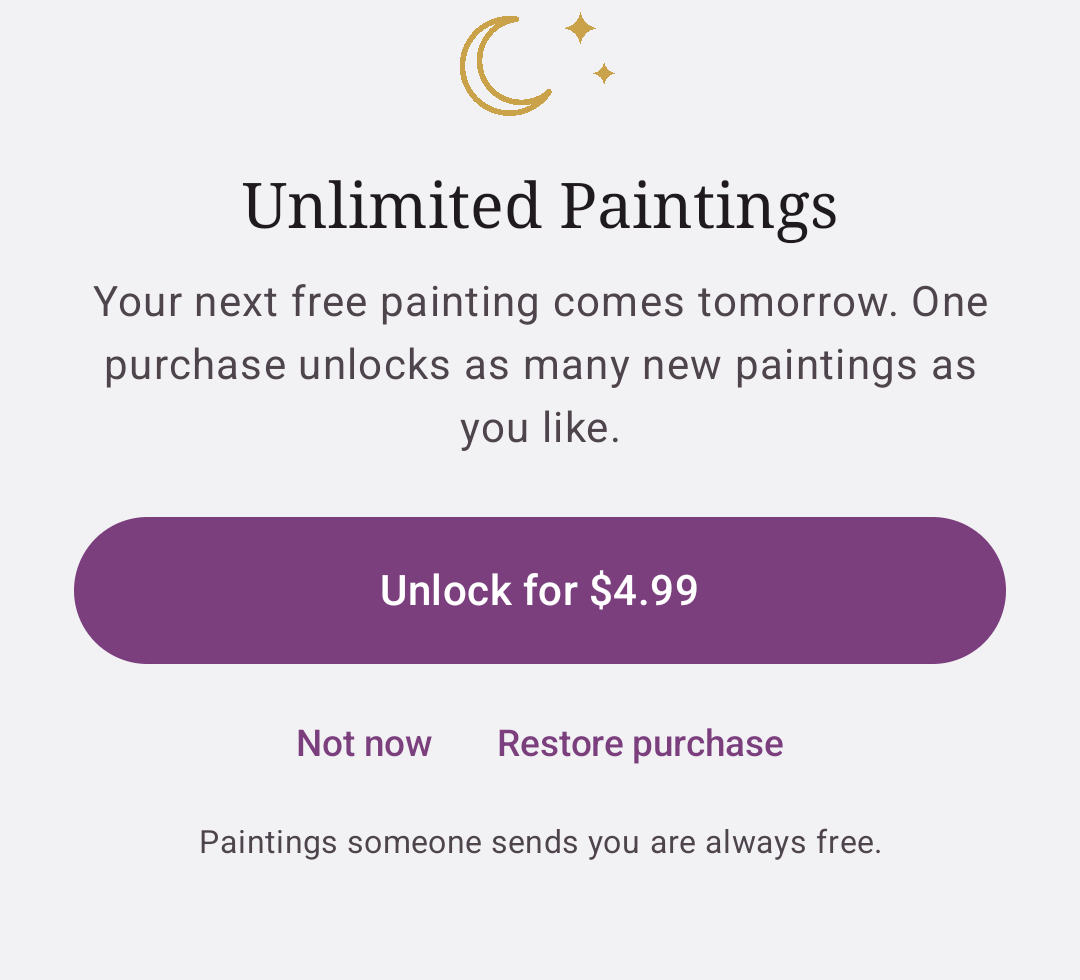 Unlimited Paintings
Your next free painting comes tomorrow. One
purchase unlocks as many new paintings as
you like.
Unlock for $4.99
Not now
Restore purchase
Paintings someone sends you are always free.